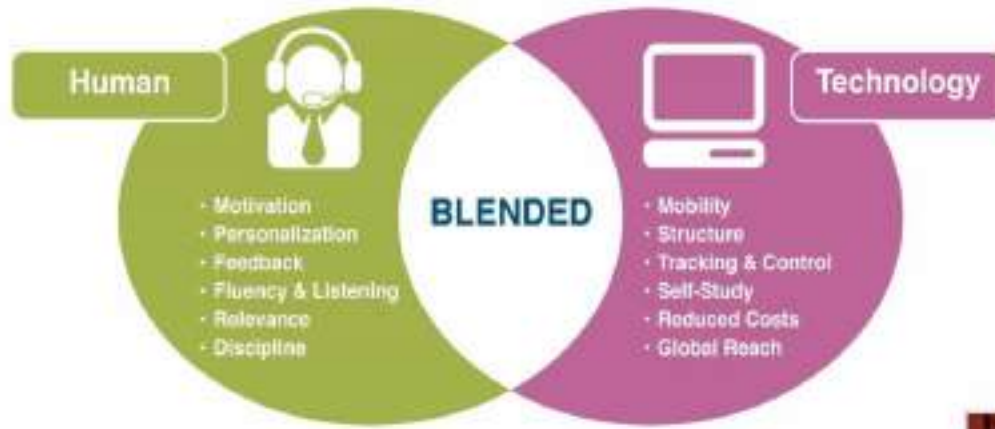 Human
• Motivation
• Personalization
• Feedback
• Fluency & Listening
• Relevance
• Discipline
BLENDED
Technology
• Mobility
• Structure
• Tracking & Control
• Self-Study
• Reduced Costs
• Global Reach